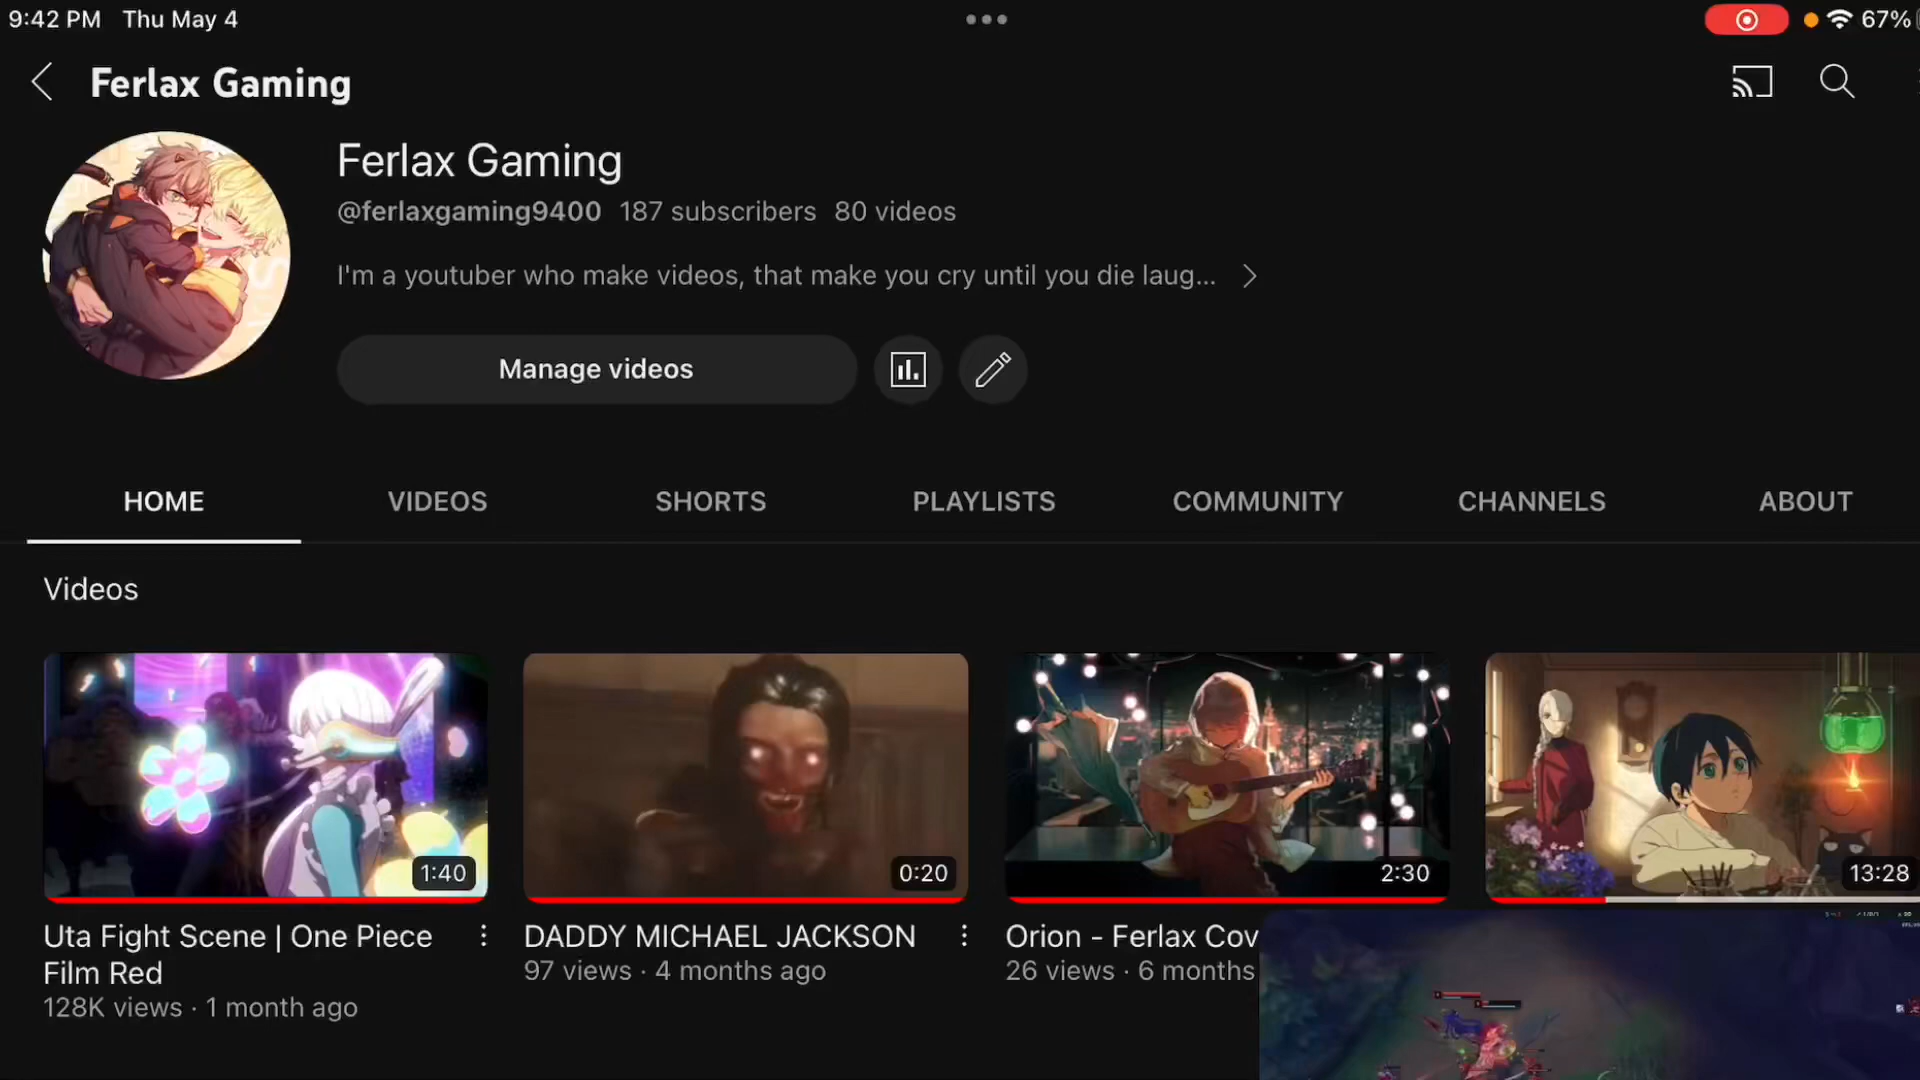 9:42 PM Thu May 4
67%
Ferlax Gaming
Ferlax Gaming
@ferlaxgaming9400 187 subscribers 80 videos
I'm a youtuber who make videos, that make you cry until you die laug...
Manage videos
HOME VIDEOS SHORTS PLAYLISTS COMMUNITY CHANNELS ABOUT
Videos
1:40 0:20 2:30 13:28
Uta Fight Scene | One Piece
Film Red
128K views · 1 month ago
DADDY MICHAEL JACKSON
97 views · 4 months ago
Orion - Ferlax Cov
26 views · 6 months